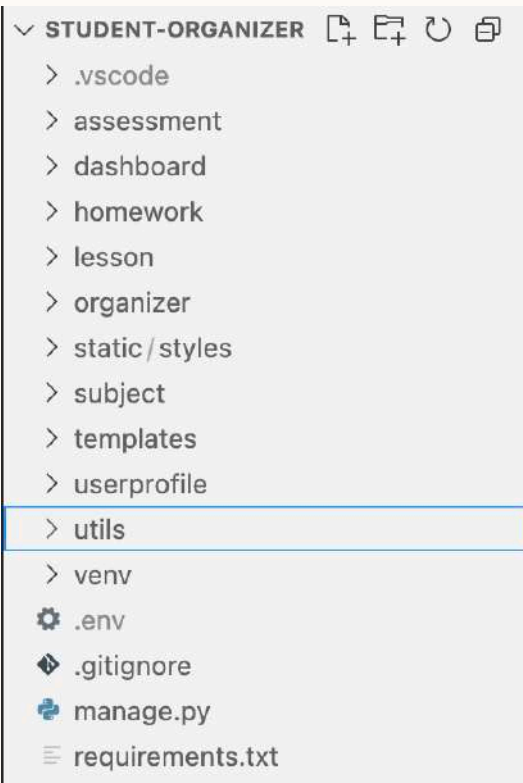 STUDENT-ORGANIZER
.vscode
assessment
dashboard
homework
lesson
organizer
static/styles
subject
templates
userprofile
utils
venv
.env
.gitignore
manage.py
requirements.txt